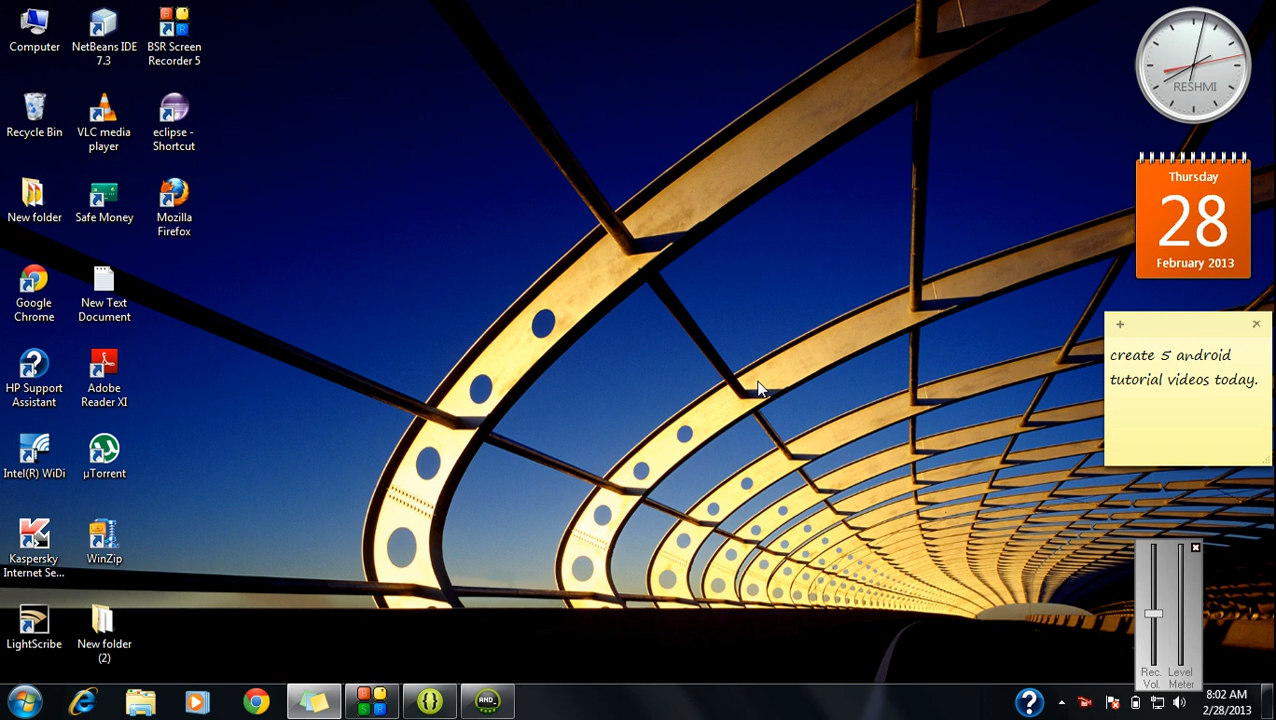 Computer
NetBeans IDE
7.3
BSR Screen
Recorder 5
Recycle Bin
VLC media
player
eclipse -
Shortcut
New folder
Safe Money
Mozilla
Firefox
Google
Chrome
New Text
Document
HP Support
Assistant
Adobe
Reader XI
Intel(R) WiDi
µTorrent
Kaspersky
Internet Se...
WinZip
LightScribe
New folder
(2)
RESHMI
Thursday
28
February 2013
create 5 android
tutorial videos today.
Rec. Level
Vol. Meter
AND_
8:02 AM
2/28/2013